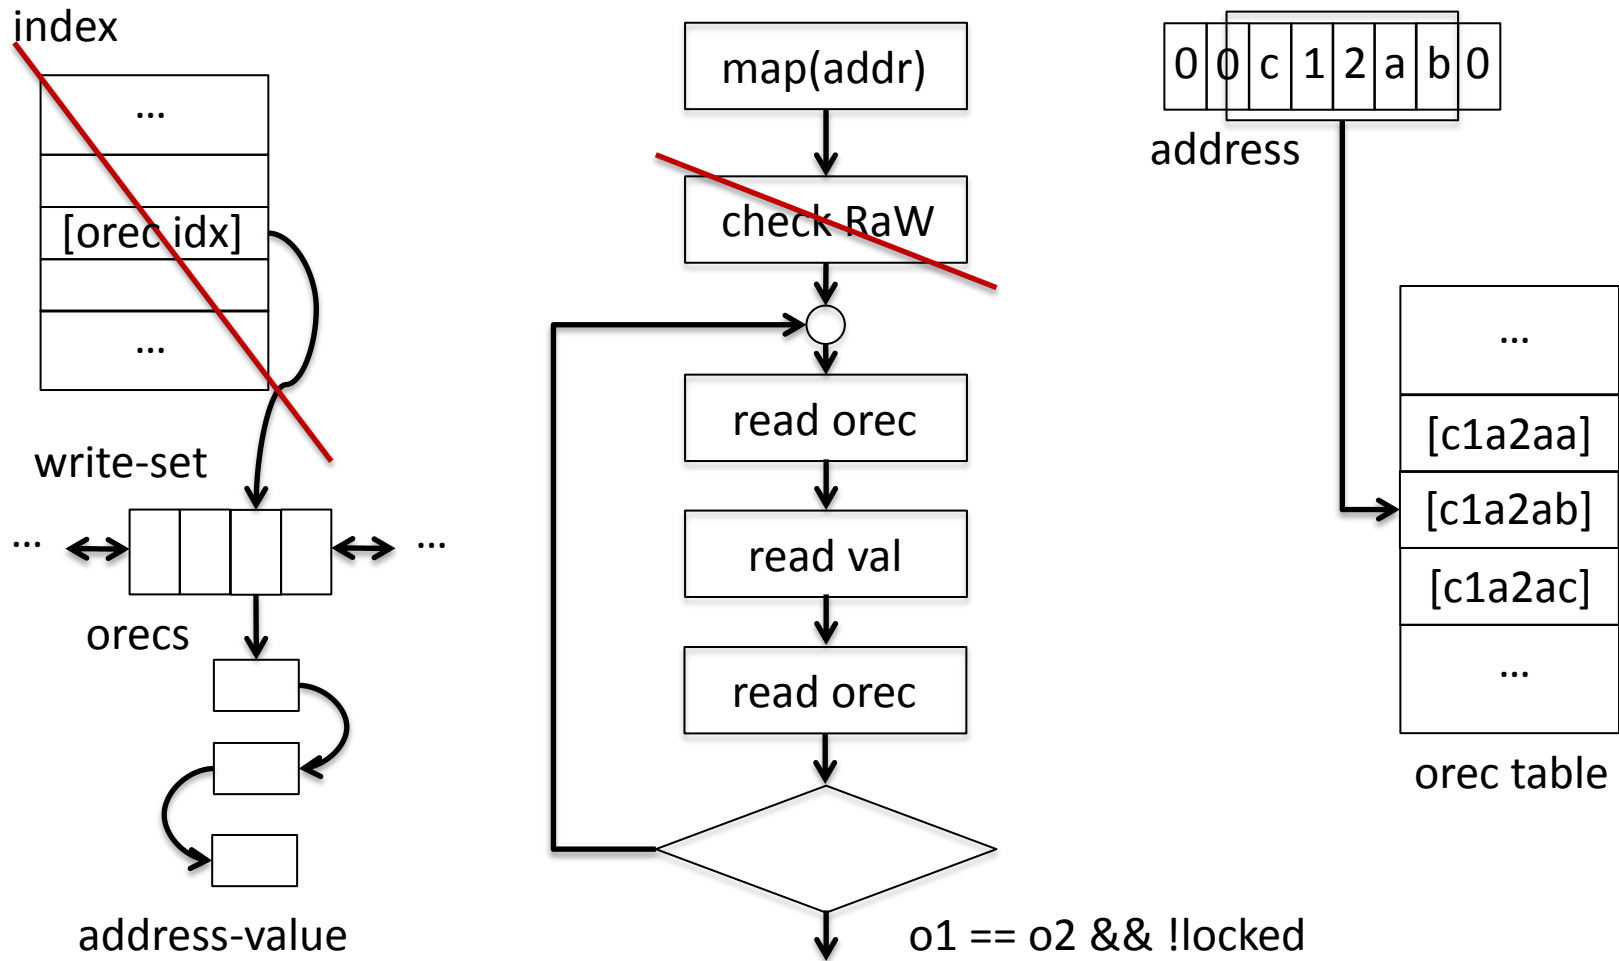 index
...
[orec idx]
...
write-set
...
...
orecs
address-value
map(addr)
check RaW
read orec
read val
read orec
o1 == o2 && !locked
0 0 c 1 2 a b 0
address
...
[c1a2aa]
[c1a2ab]
[c1a2ac]
...
orec table